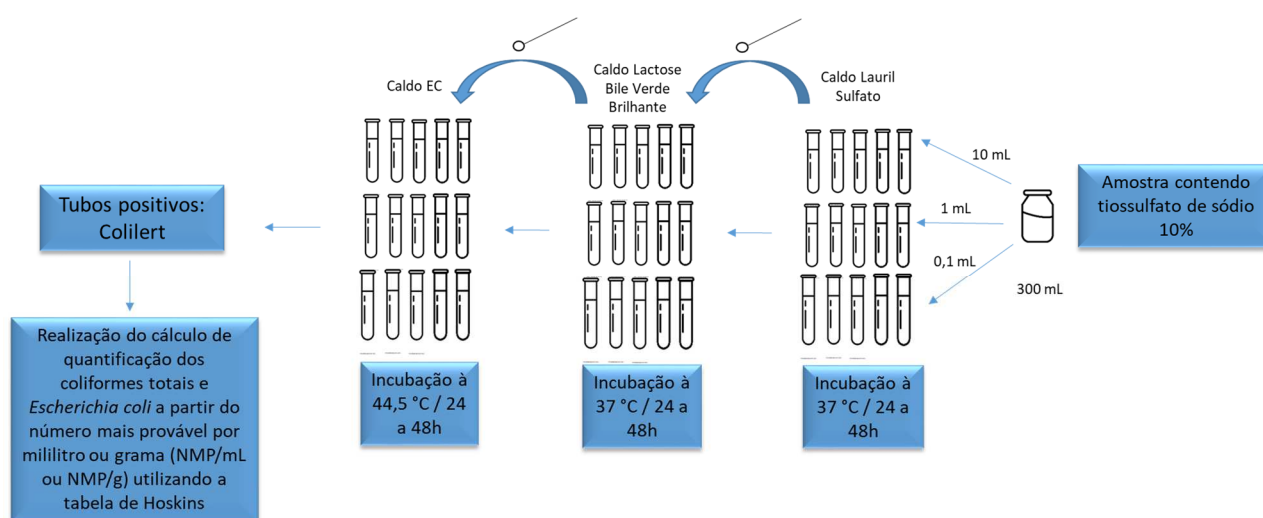 Caldo EC
Caldo Lactose
Bile Verde
Brilhante
Caldo Lauril
Sulfato
10 mL
1 mL
0,1 mL
300 mL
Amostra contendo
tiossulfato de sódio
10%
Tubos positivos:
Colilert
Realização do cálculo de
quantificação dos
coliformes totais e
Escherichia coli a partir do
número mais provável por
mililitro ou grama (NMP/mL
ou NMP/g) utilizando a
tabela de Hoskins
Incubação à
44,5 °C / 24
a 48h
Incubação à
37 °C / 24 a
48h
Incubação à
37 °C / 24 a
48h